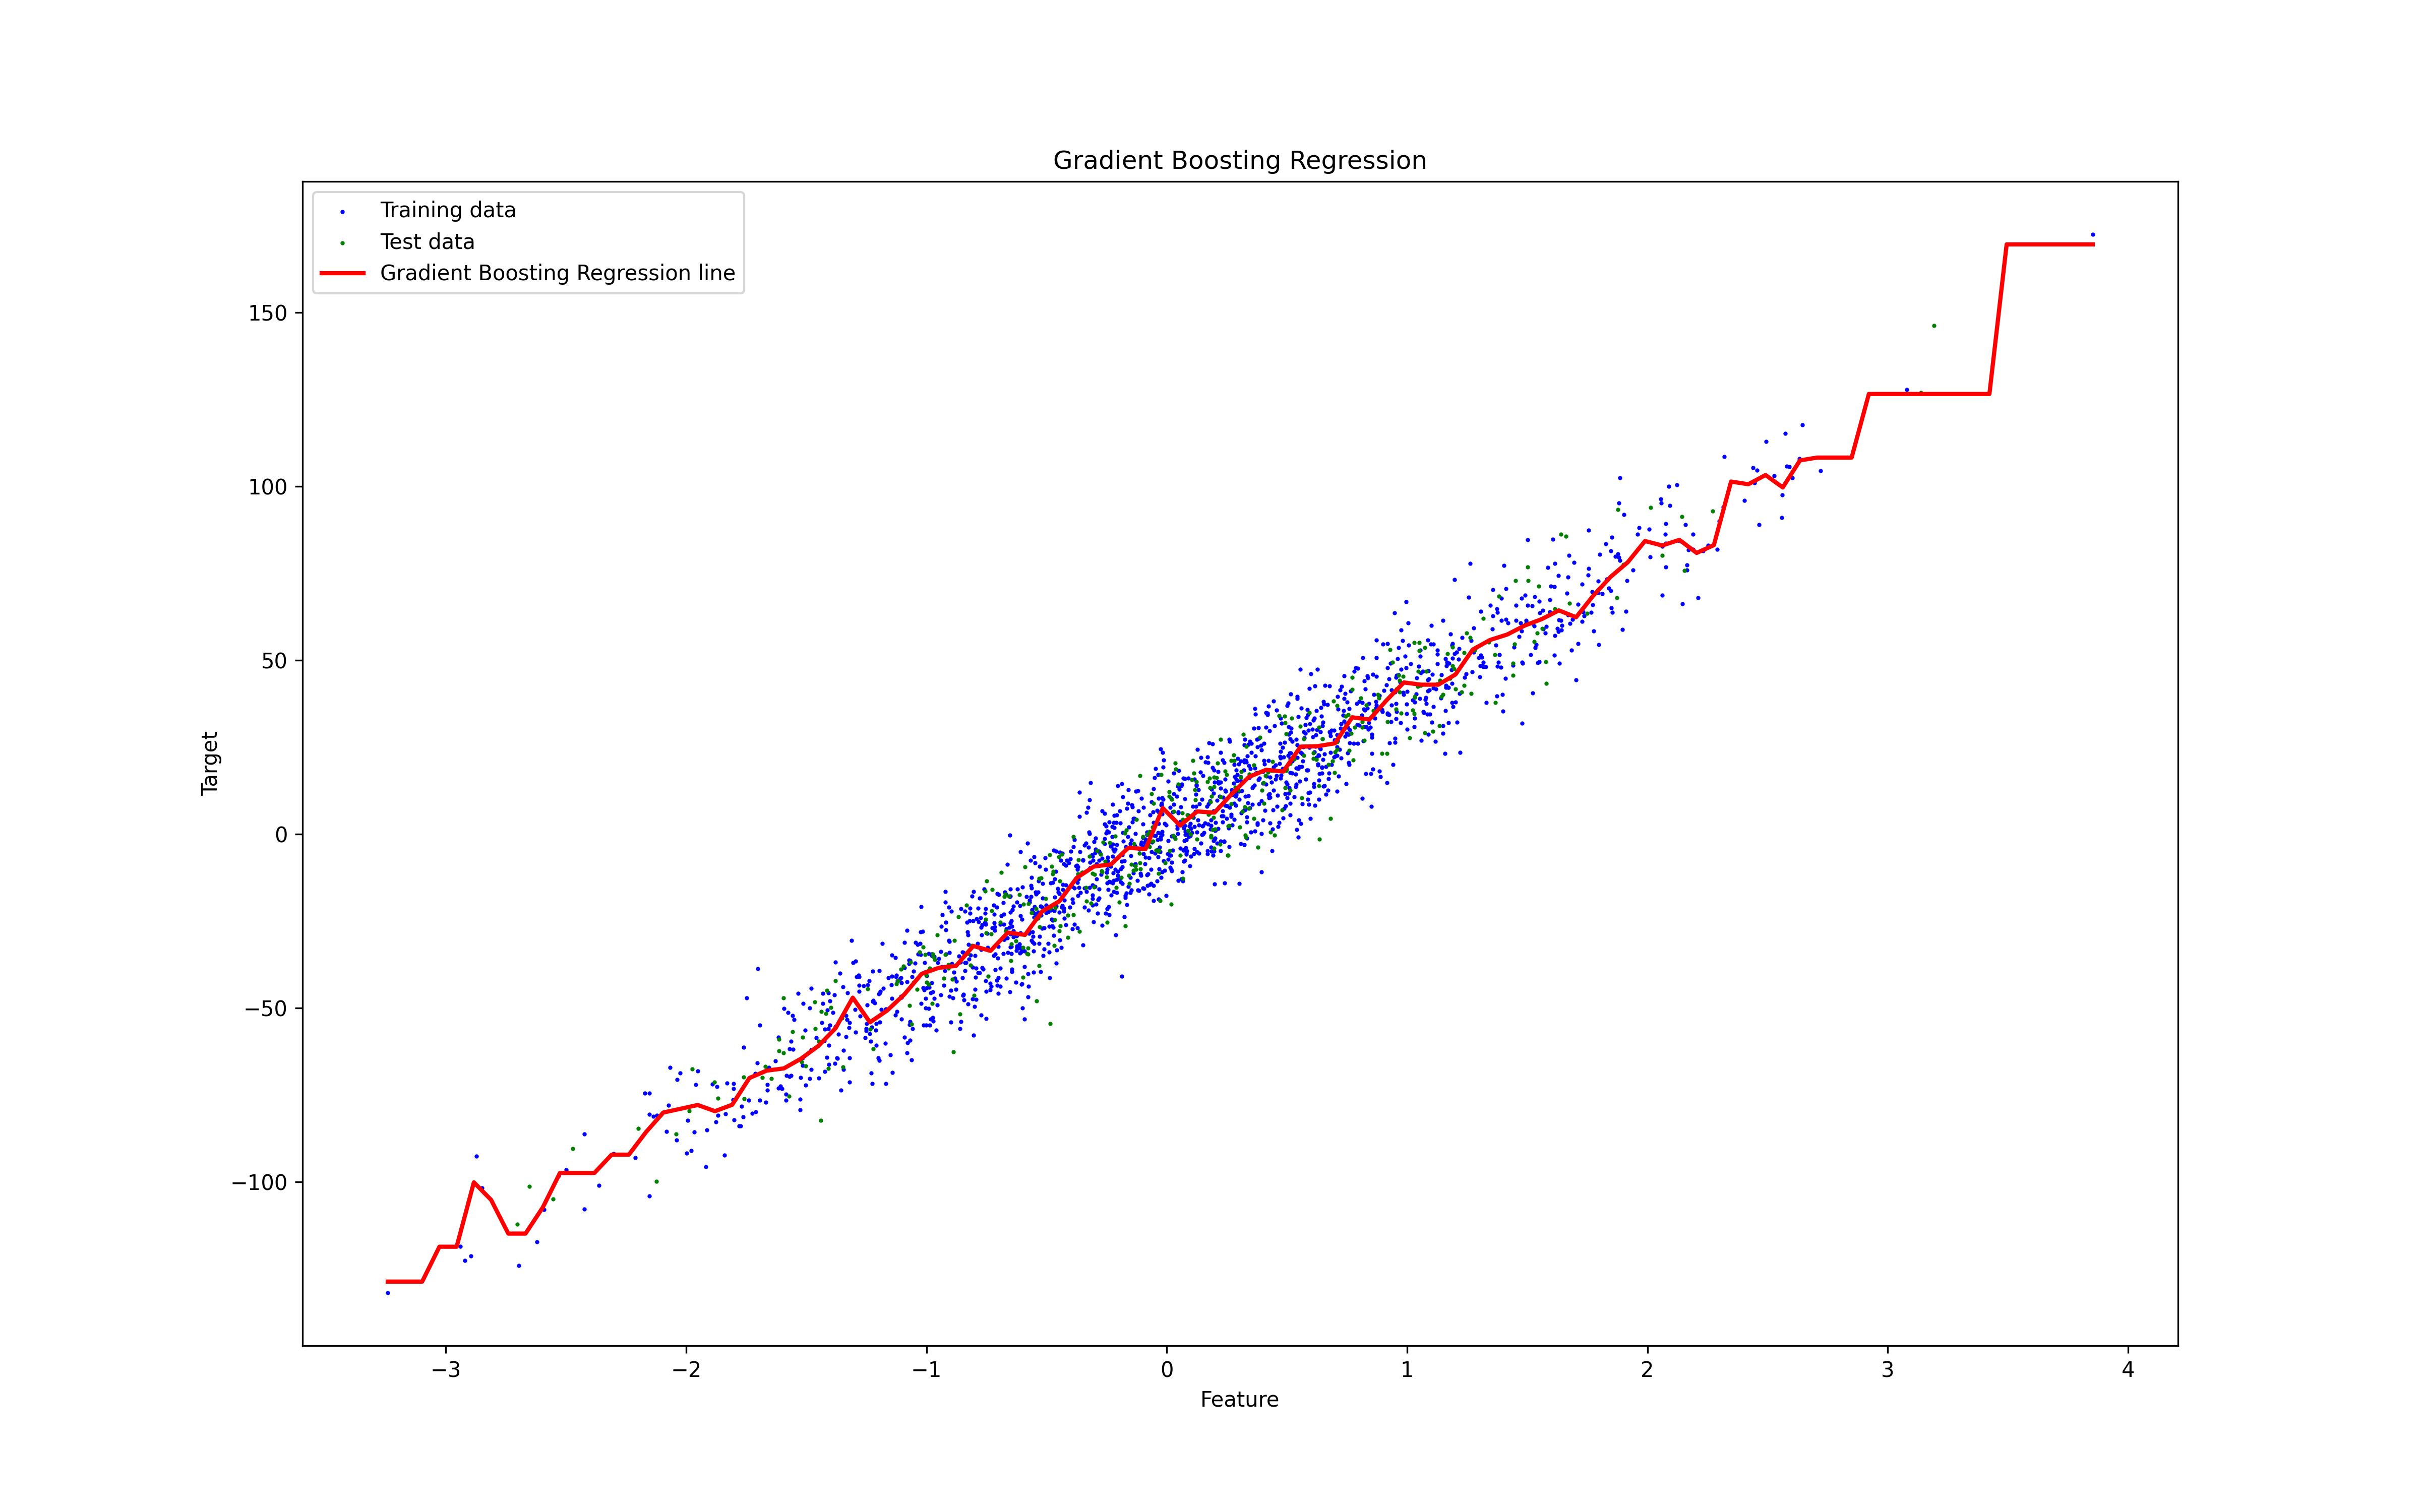 Gradient Boosting Regression
Training data
Test data
Gradient Boosting Regression line
150
100
50
0
−50
−100
Target
−3
−2
−1
0
1
2
3
4
Feature